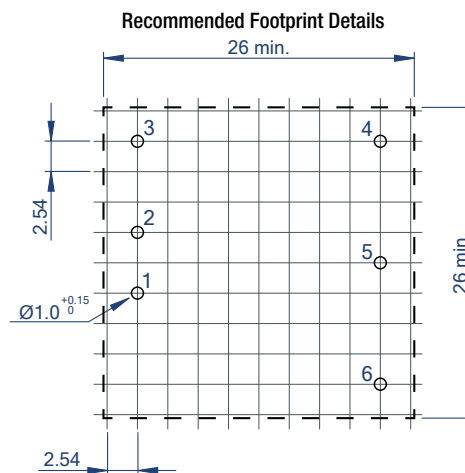 Recommended Footprint Details
26 min.
3
4
2.54
2
5
1
26 min.
Ø1.0 +0.15 0
6
2.54